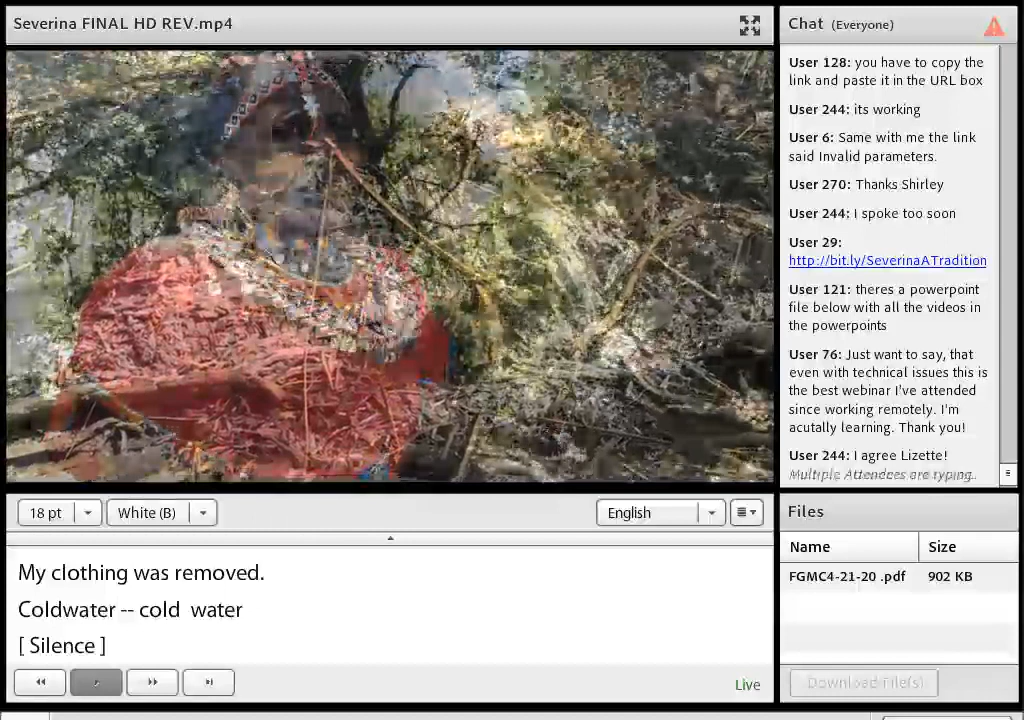 Severina FINAL HD REV.mp4
Chat (Everyone)
User 128: you have to copy the
link and paste it in the URL box
User 244: its working
User 6: Same with me the link
said Invalid parameters.
User 270: Thanks Shirley
User 244: I spoke too soon
User 29:
http://bit.ly/SeverinaATradition
User 121: theres a powerpoint
file below with all the videos in
the powerpoints
User 76: Just want to say, that
even with technical issues this is
the best webinar I've attended
since working remotely. I'm
acutally learning. Thank you!
User 244: I agree Lizette!
Multiple Attendees are typing...
18 pt
White (B)
English
My clothing was removed.
Coldwater -- cold  water
[ Silence ]
Live
Files
Name Size
FGMC4-21-20 .pdf 902 KB
Download File(s)